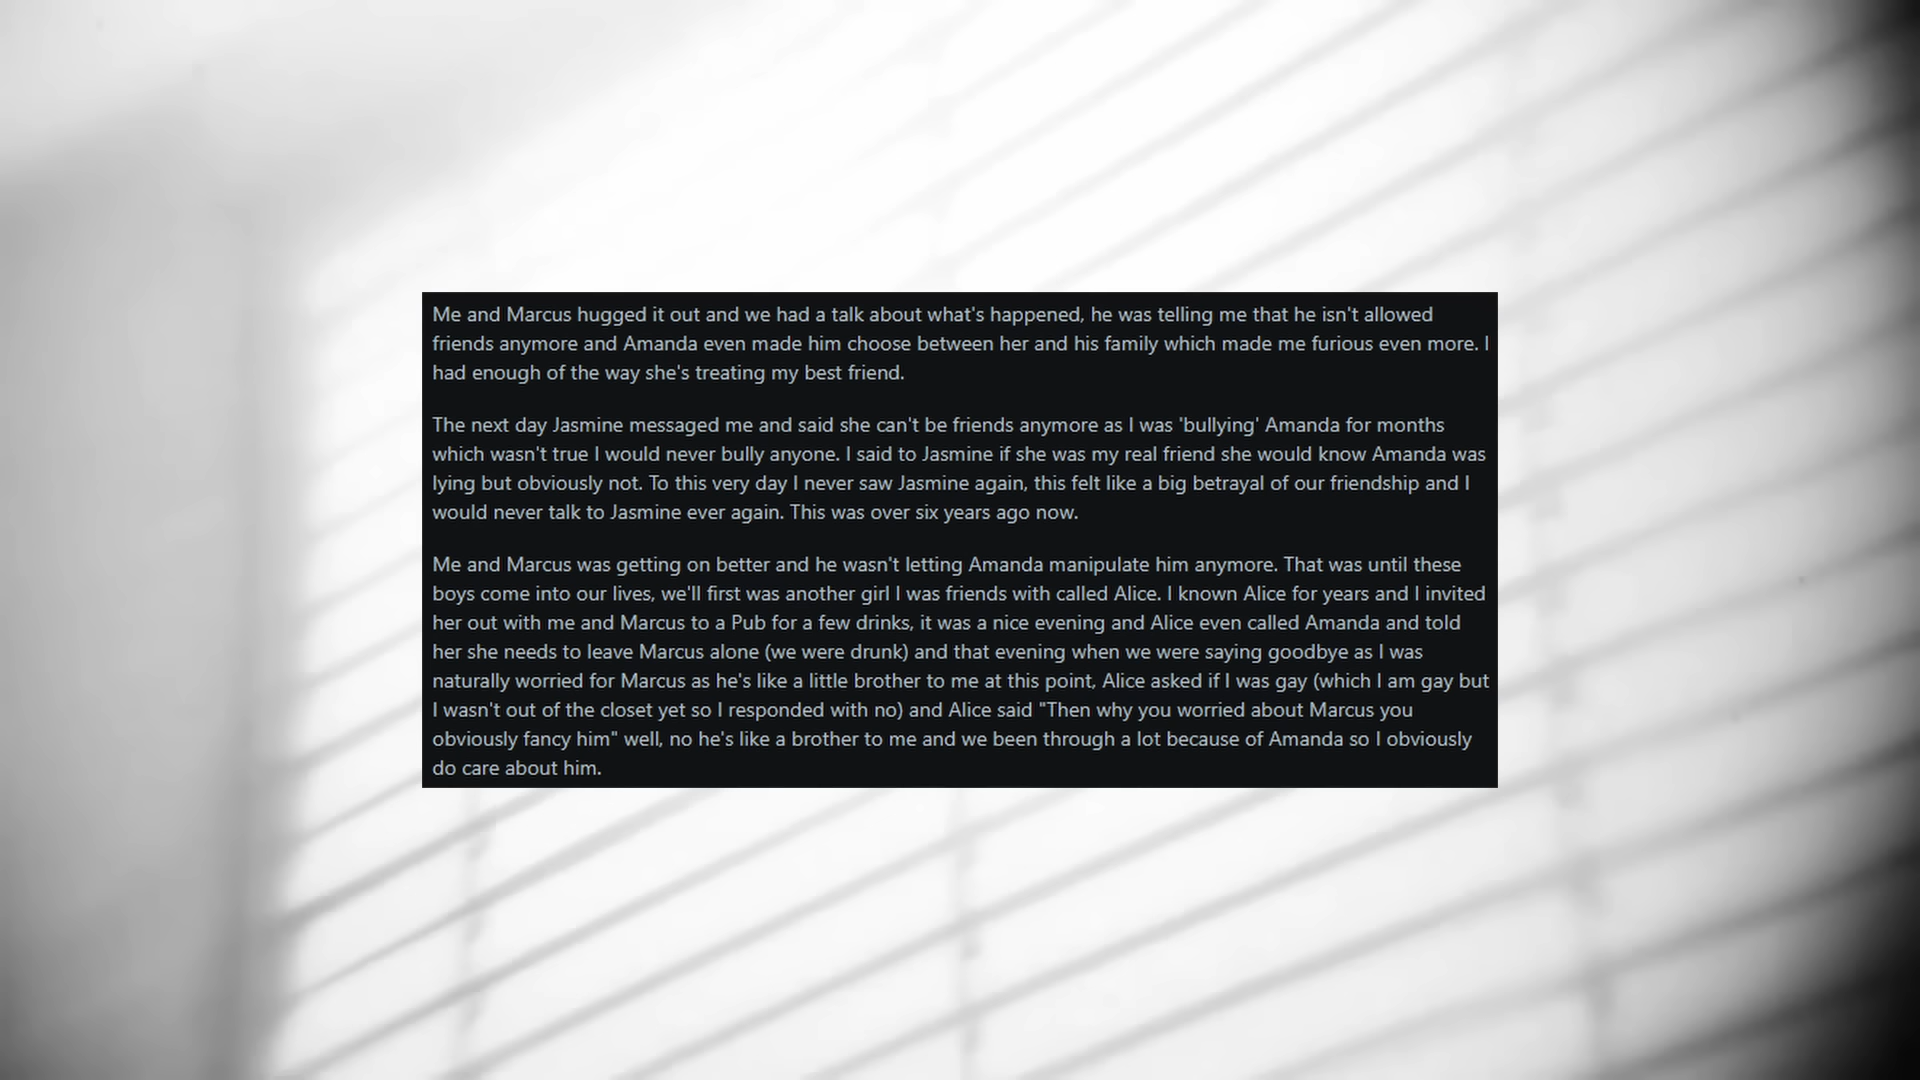 Me and Marcus hugged it out and we had a talk about what's happened, he was telling me that he isn't allowed
friends anymore and Amanda even made him choose between her and his family which made me furious even more. I
had enough of the way she's treating my best friend.
The next day Jasmine messaged me and said she can't be friends anymore as I was 'bullying' Amanda for months
which wasn't true I would never bully anyone. I said to Jasmine if she was my real friend she would know Amanda was
lying but obviously not. To this very day I never saw Jasmine again, this felt like a big betrayal of our friendship and I
would never talk to Jasmine ever again. This was over six years ago now.
Me and Marcus was getting on better and he wasn't letting Amanda manipulate him anymore. That was until these
boys come into our lives, we'll first was another girl I was friends with called Alice. I known Alice for years and I invited
her out with me and Marcus to a Pub for a few drinks, it was a nice evening and Alice even called Amanda and told
her she needs to leave Marcus alone (we were drunk) and that evening when we were saying goodbye as I was
naturally worried for Marcus as he's like a little brother to me at this point, Alice asked if I was gay (which I am gay but
I wasn't out of the closet yet so I responded with no) and Alice said "Then why you worried about Marcus you
obviously fancy him" well, no he's like a brother to me and we been through a lot because of Amanda so I obviously
do care about him.